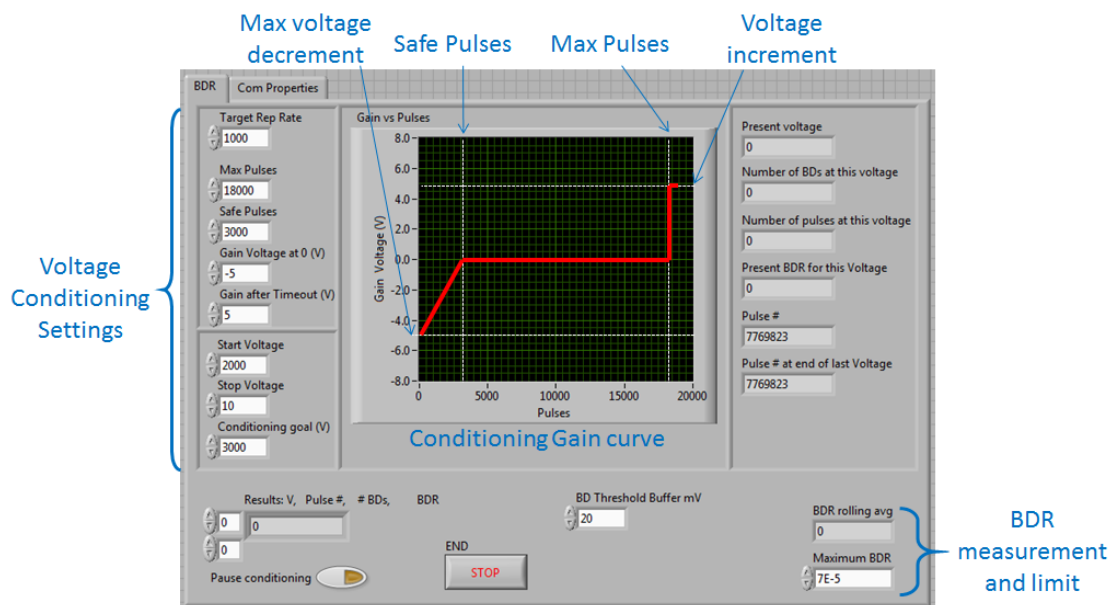 Max voltage
decrement
Safe Pulses
Max Pulses
Voltage
increment
BDR
Com Properties
Voltage
Conditioning
Settings
Target Rep Rate
1000
Max Pulses
18000
Safe Pulses
3000
Gain Voltage at 0 (V)
-5
Gain after Timeout (V)
5
Start Voltage
2000
Stop Voltage
10
Conditioning goal (V)
3000
Gain vs Pulses
Gain Voltage (V)
8.0
6.0
4.0
2.0
0.0
-2.0
-4.0
-6.0
-8.0
0 5000 10000 15000 20000
Pulses
Conditioning Gain curve
Present voltage
0
Number of BDs at this voltage
0
Number of pulses at this voltage
0
Present BDR for this Voltage
0
Pulse #
7769823
Pulse # at end of last Voltage
7769823
Results: V, Pulse #, # BDs, BDR
0
0
0
Pause conditioning
END
STOP
BD Threshold Buffer mV
20
BDR rolling avg
0
Maximum BDR
7E-5
BDR
measurement
and limit